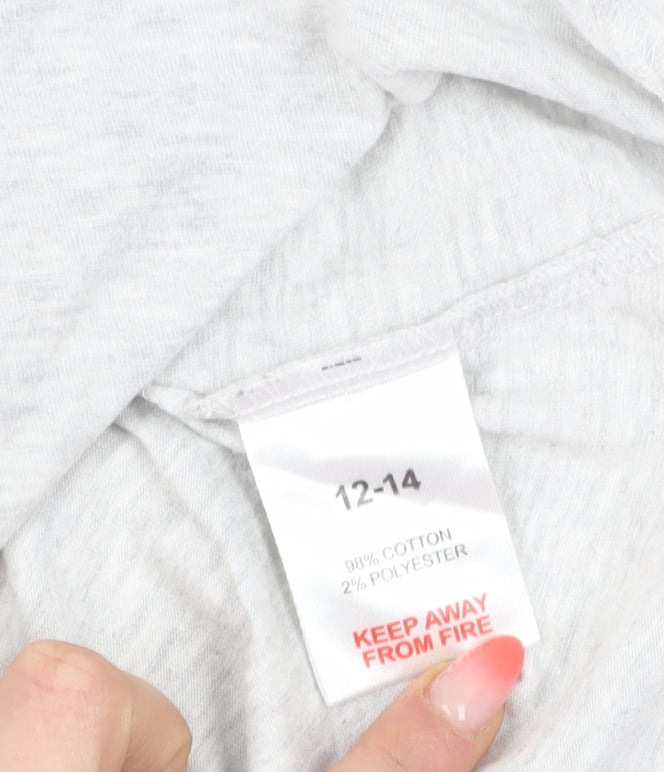 12-14
98% COTTON
2% POLYESTER
KEEP AWAY
FROM FIRE